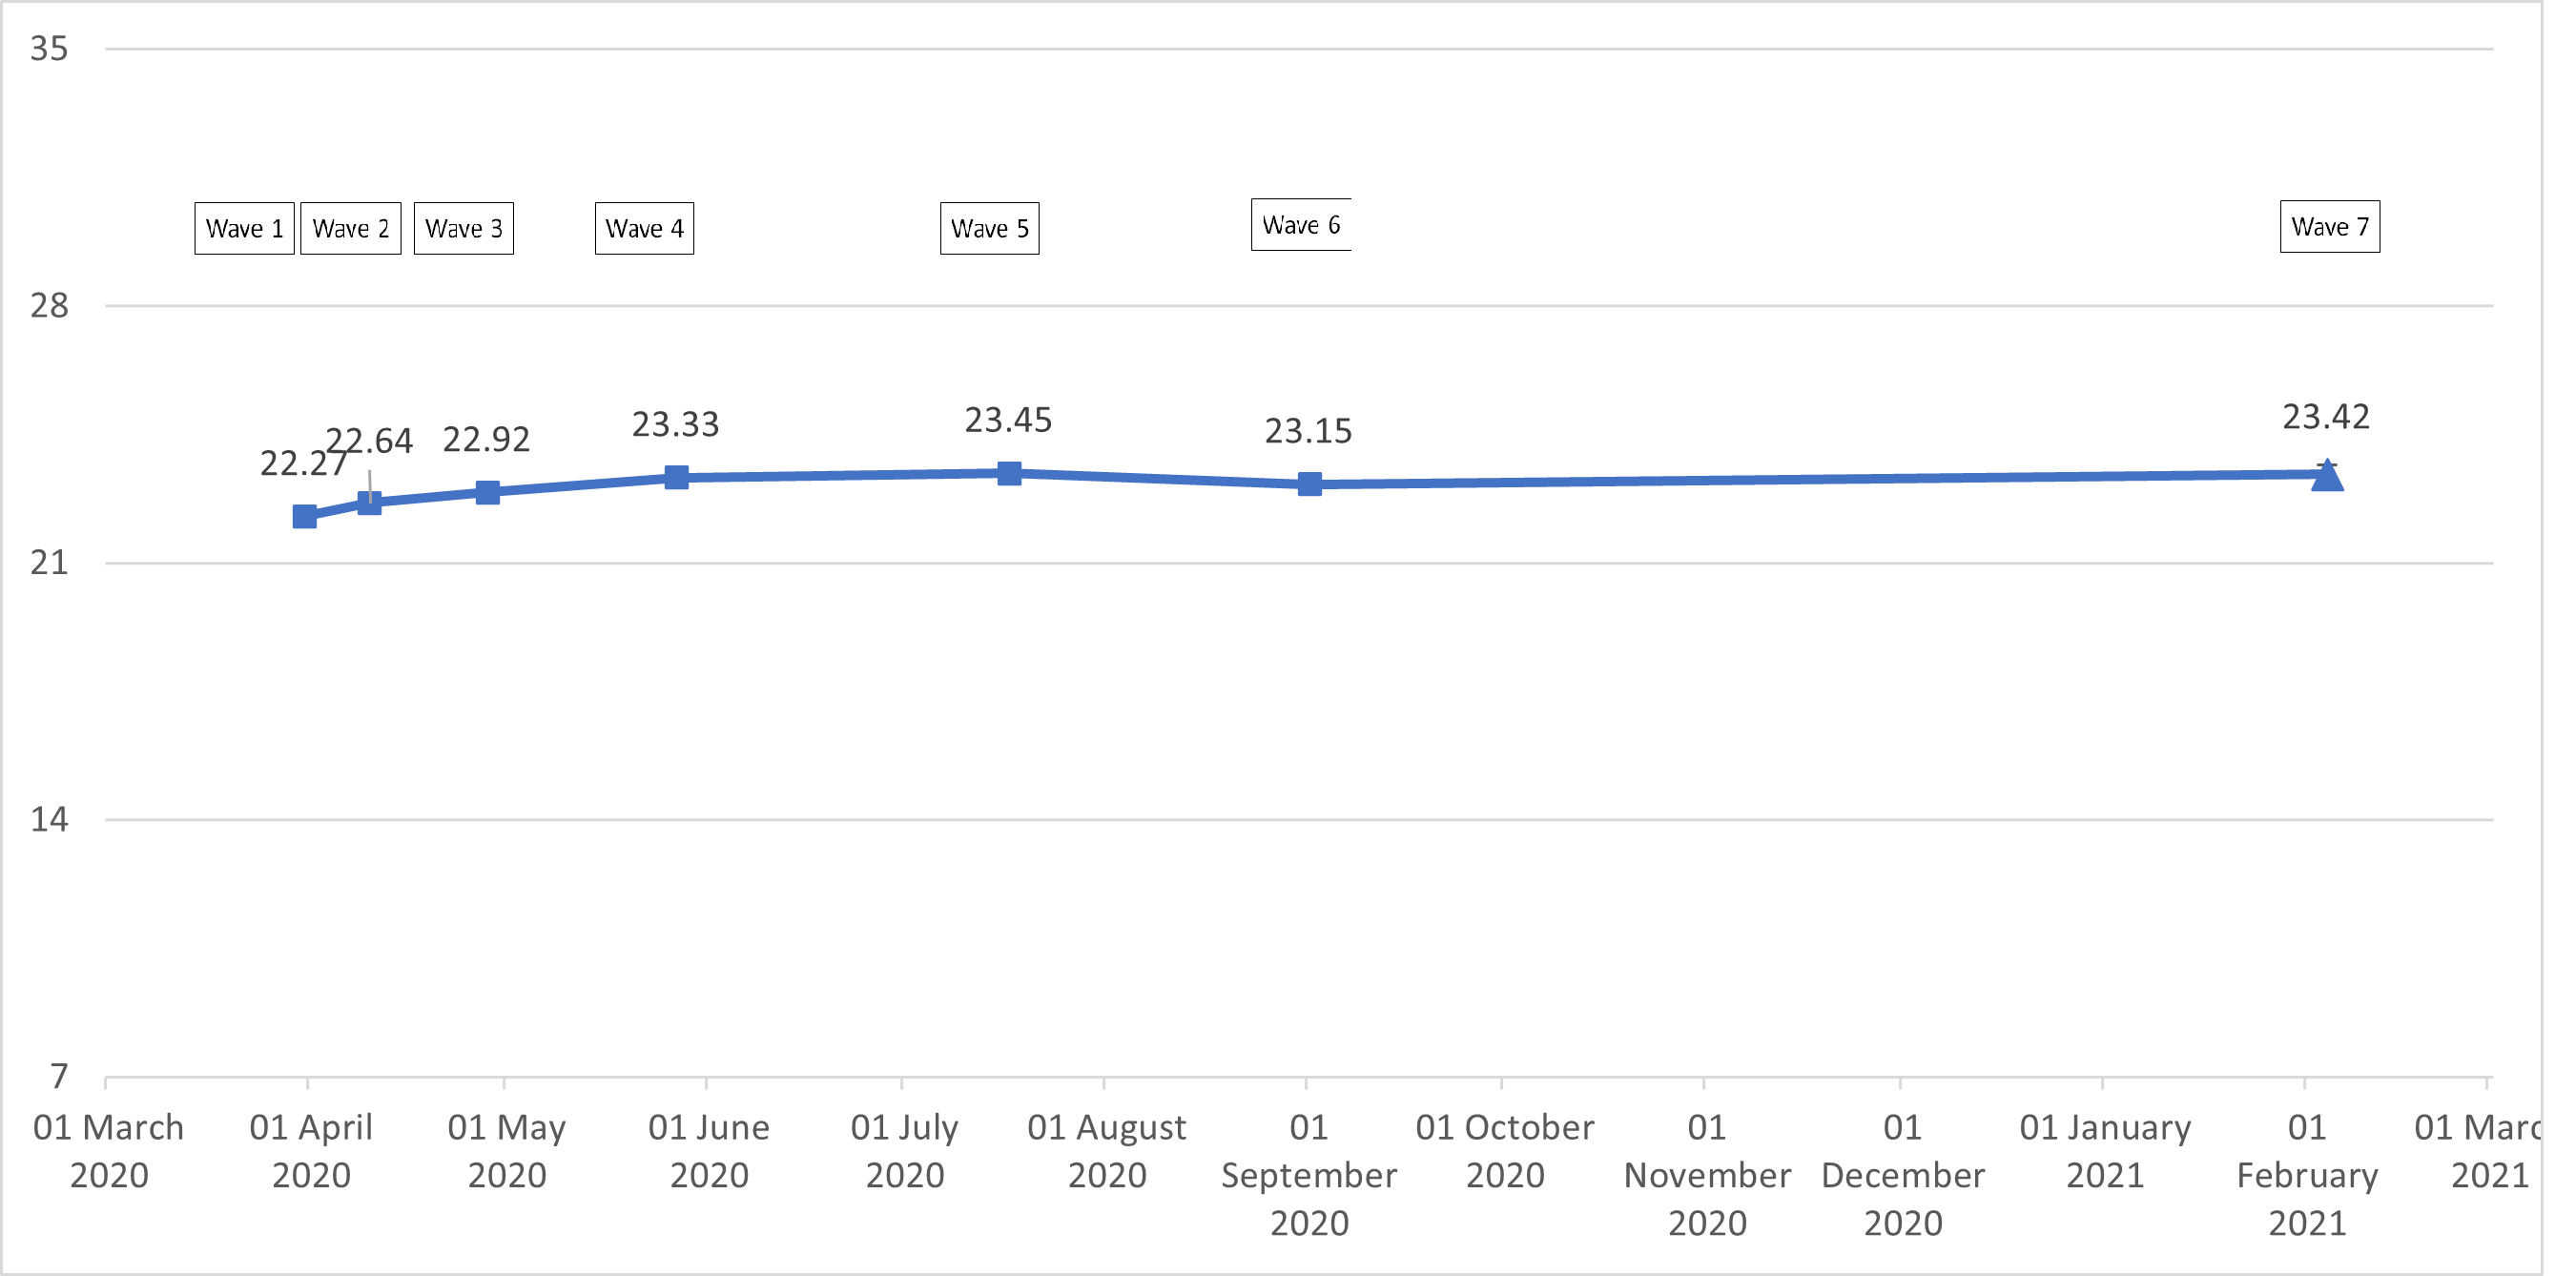 35
Wave 1 Wave 2 Wave 3 Wave 4 Wave 5 Wave 6 Wave 7
28
22.27 22.64 22.92 23.33 23.45 23.15 23.42
21
14
7
01 March 01 April 01 May 01 June 01 July 01 August 01 01 October 01 01 01 January 01 01 Marc
2020 2020 2020 2020 2020 2020 September 2020 November December 2021 February 2021
2020 2020 2020 2021